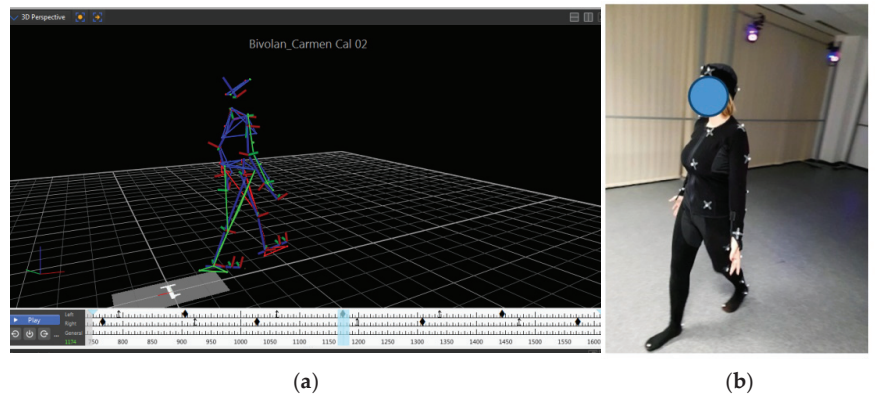 3D Perspective
Bivolan_Carmen Cal 02
Play
Left
Right
General
1174
750 800 850 900 950 1000 1050 1100 1150 1200 1250 1300 1350 1400 1450 1500 1550 1600
(a)
(b)